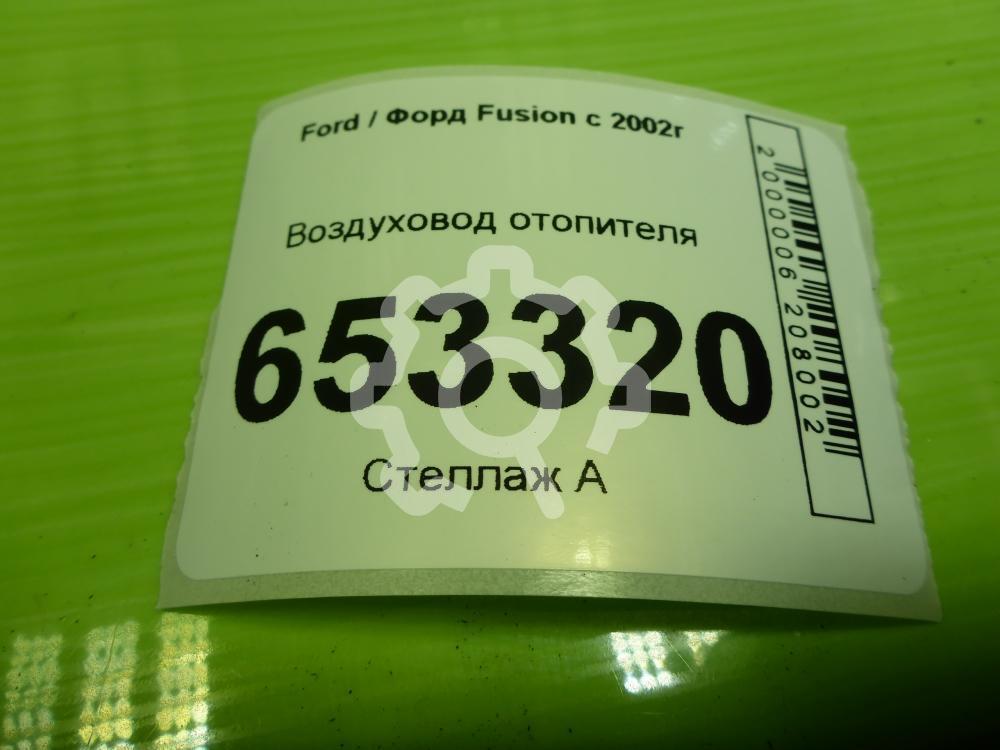 Ford / Форд Fusion с 2002г
Воздуховод отопителя
653320
Стеллаж А
2000006208002